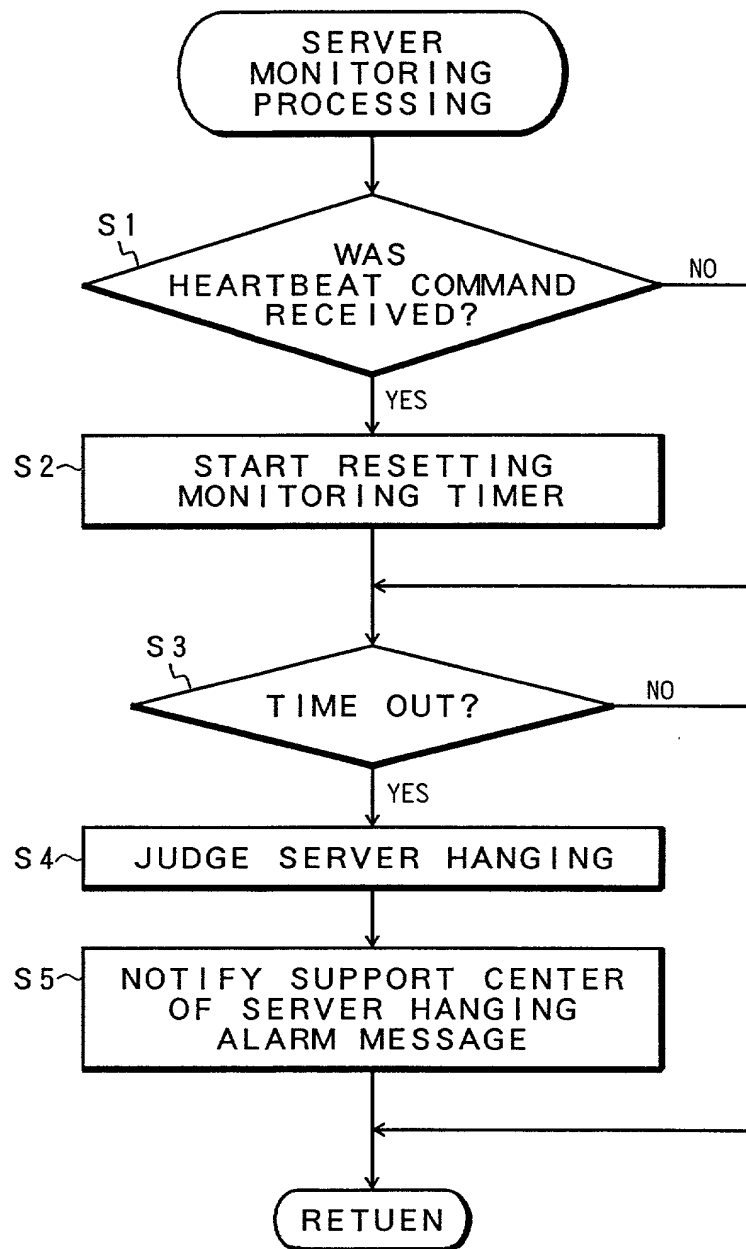 SERVER
MONITORING
PROCESSING
S1
WAS
HEARTBEAT COMMAND
RECEIVED?
NO
YES
S2
START RESETTING
MONITORING TIMER
S3
TIME OUT?
NO
YES
S4
JUDGE SERVER HANGING
S5
NOTIFY SUPPORT CENTER
OF SERVER HANGING
ALARM MESSAGE
RETUEN